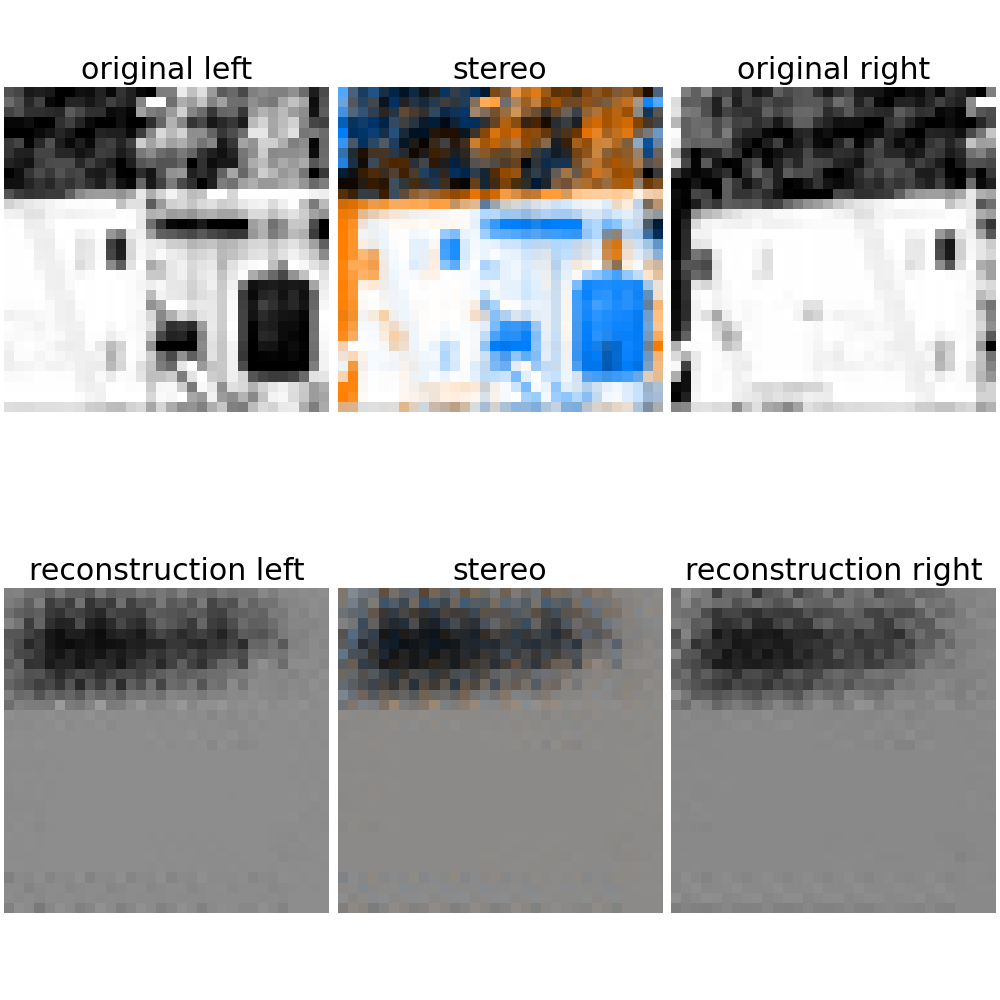 original left
stereo
original right
reconstruction left
stereo
reconstruction right